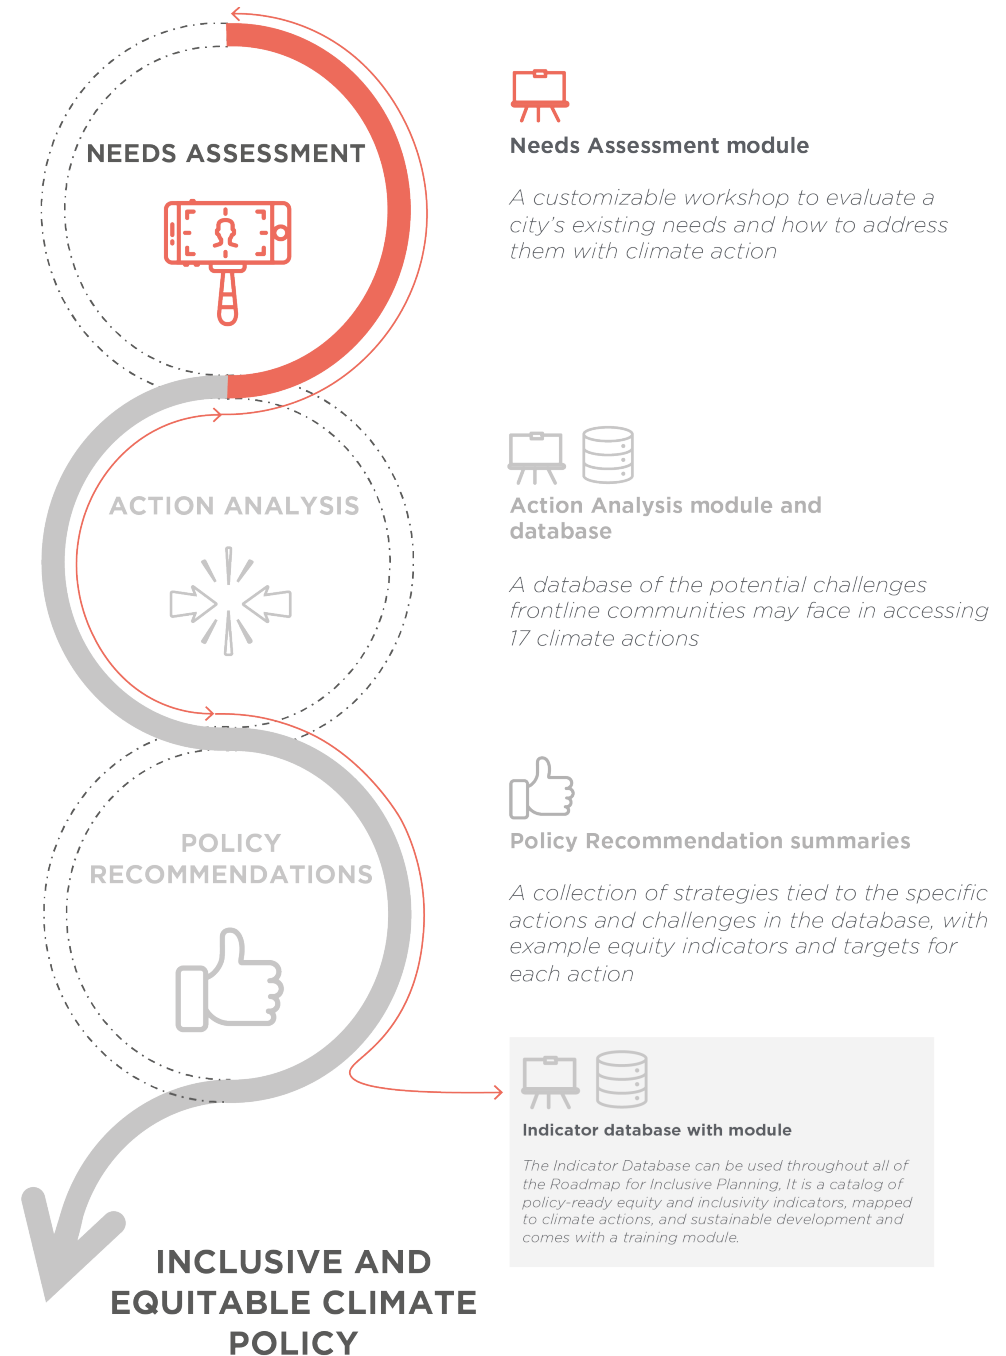 NEEDS ASSESSMENT
Needs Assessment module
A customizable workshop to evaluate a
city's existing needs and how to address
them with climate action
ACTION ANALYSIS
Action Analysis module and
database
A database of the potential challenges
frontline communities may face in accessing
17 climate actions
POLICY
RECOMMENDATIONS
Policy Recommendation summaries
A collection of strategies tied to the specific
actions and challenges in the database, with
example equity indicators and targets for
each action
Indicator database with module
The Indicator Database can be used throughout all of
the Roadmap for Inclusive Planning, It is a catalog of
policy-ready equity and inclusivity indicators, mapped
to climate actions, and sustainable development and
comes with a training module.
INCLUSIVE AND
EQUITABLE CLIMATE
POLICY